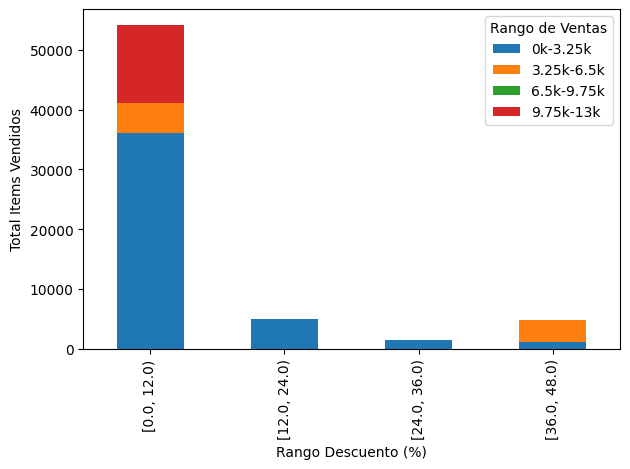 Rango de Ventas
0k-3.25k
3.25k-6.5k
6.5k-9.75k
9.75k-13k
Total Items Vendidos
50000
40000
30000
20000
10000
0
[0.0, 12.0)
[12.0, 24.0)
[24.0, 36.0)
[36.0, 48.0)
Rango Descuento (%)